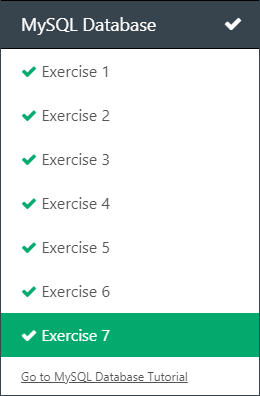 MySQL Database
Exercise 1
Exercise 2
Exercise 3
Exercise 4
Exercise 5
Exercise 6
Exercise 7
Go to MySQL Database Tutorial